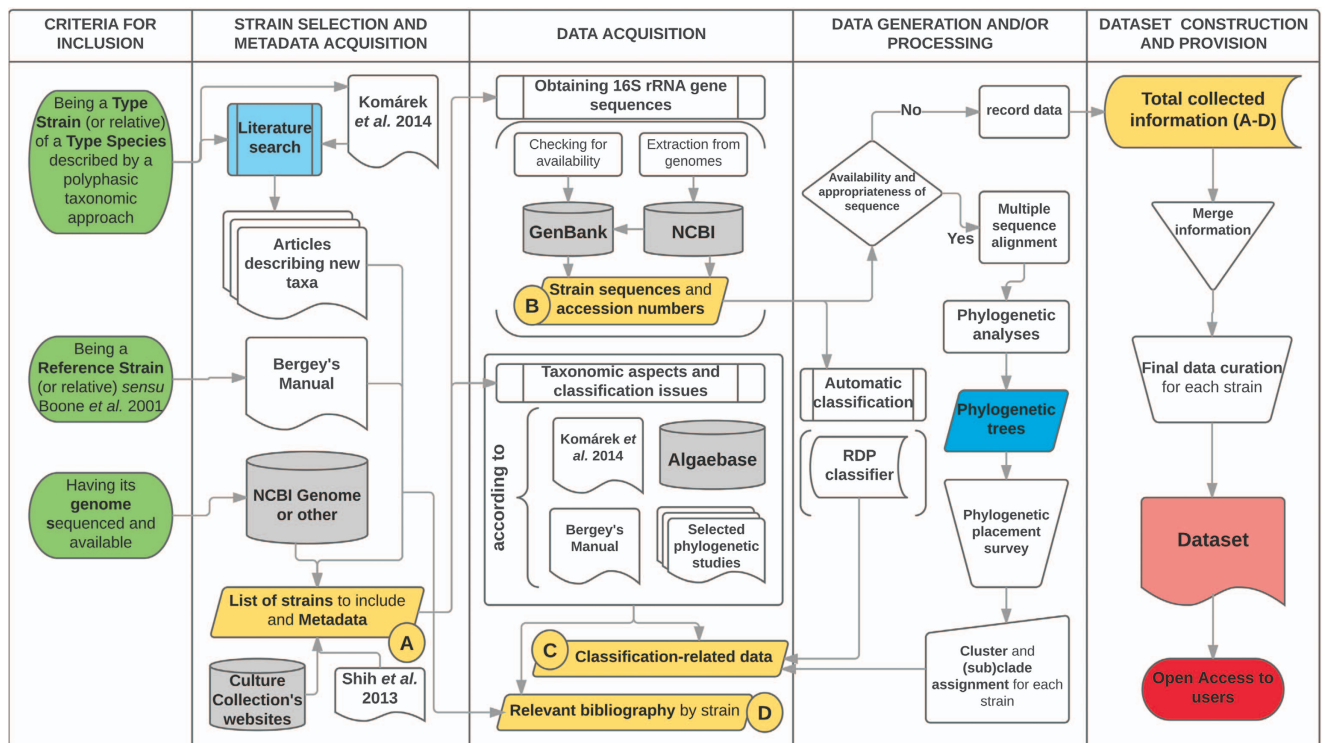 CRITERIA FOR
INCLUSION
STRAIN SELECTION AND
METADATA ACQUISITION
DATA ACQUISITION
DATA GENERATION AND/OR
PROCESSING
DATASET CONSTRUCTION
AND PROVISION
Being a Type
Strain (or relative)
of a Type Species
described by a
polyphasic
taxonomic
approach
Being a
Reference Strain
(or relative) sensu
Boone et al. 2001
Having its
genome
sequenced and
available
Komárek
et al. 2014
Literature
search
Articles
describing new
taxa
Bergey's
Manual
NCBI Genome
or other
List of strains to include
and Metadata
A
Culture
Collection's
websites
Shih et al.
2013
Obtaining 16S rRNA gene
sequences
Checking for
availability
Extraction from
genomes
GenBank
NCBI
B
Strain sequences and
accession numbers
Taxonomic aspects and
classification issues
according to
Komárek et
al. 2014
Algaebase
Bergey's
Manual
Selected
phylogenetic
studies
C
Classification-related data
Relevant bibliography by strain
D
No
record data
Availability and
appropriateness of
sequence
Yes
Multiple
sequence
alignment
Phylogenetic
analyses
Automatic
classification
Phylogenetic
trees
RDP
classifier
Phylogenetic
placement
survey
Cluster and
(sub)clade
assignment for each
strain
Total collected
information (A-D)
Merge
information
Final data curation
for each strain
Dataset
Open Access to
users